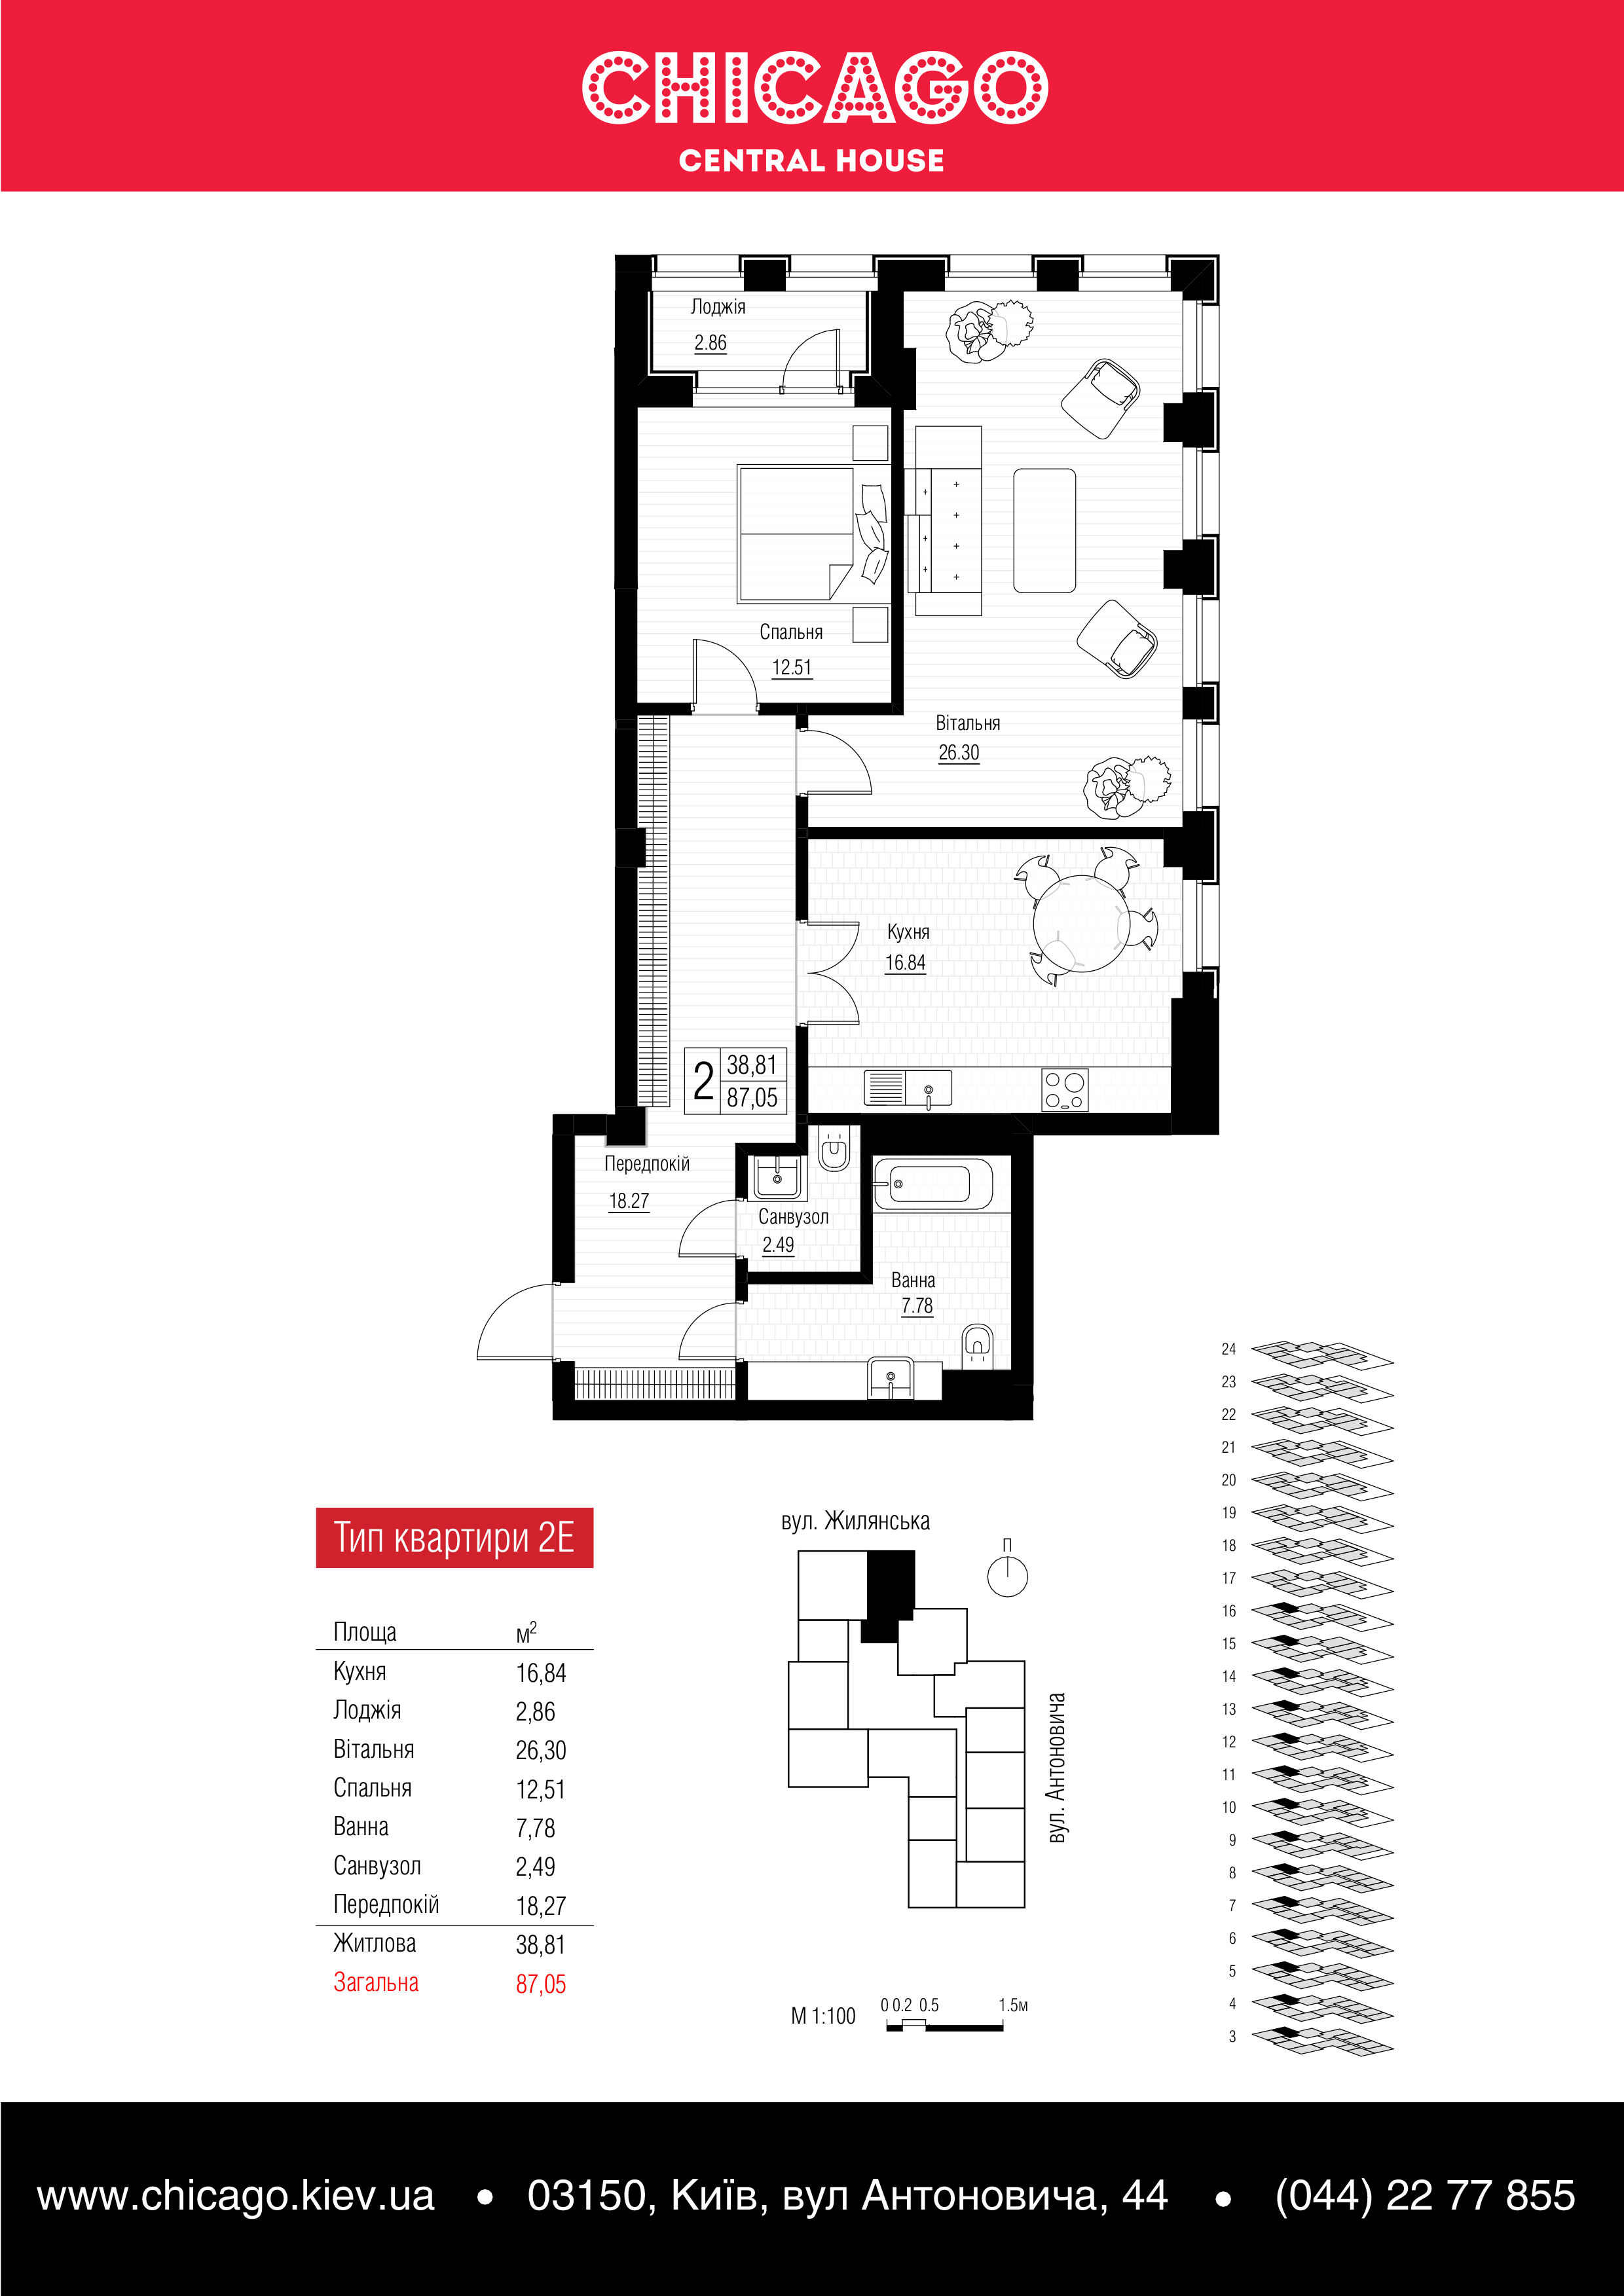 CHICAGO
CENTRAL HOUSE
Лоджія
2.86
Спальня
12.51
Вітальня
26.30
Кухня
16.84
2 38,81
87,05
Передпокій
18.27
Санвузол
2.49
Ванна
7.78
Тип квартири 2Е
Площа м2
Кухня 16,84
Лоджія 2,86
Вітальня 26,30
Спальня 12,51
Ванна 7,78
Санвузол 2,49
Передпокій 18,27
Житлова 38,81
Загальна 87,05
вул. Жилянська
П
вул. Антоновича
М 1:100 0 0.2 0.5 1.5м
24
23
22
21
20
19
18
17
16
15
14
13
12
11
10
9
8
7
6
5
4
3
www.chicago.kiev.ua • 03150, Київ, вул Антоновича, 44 • (044) 22 77 855